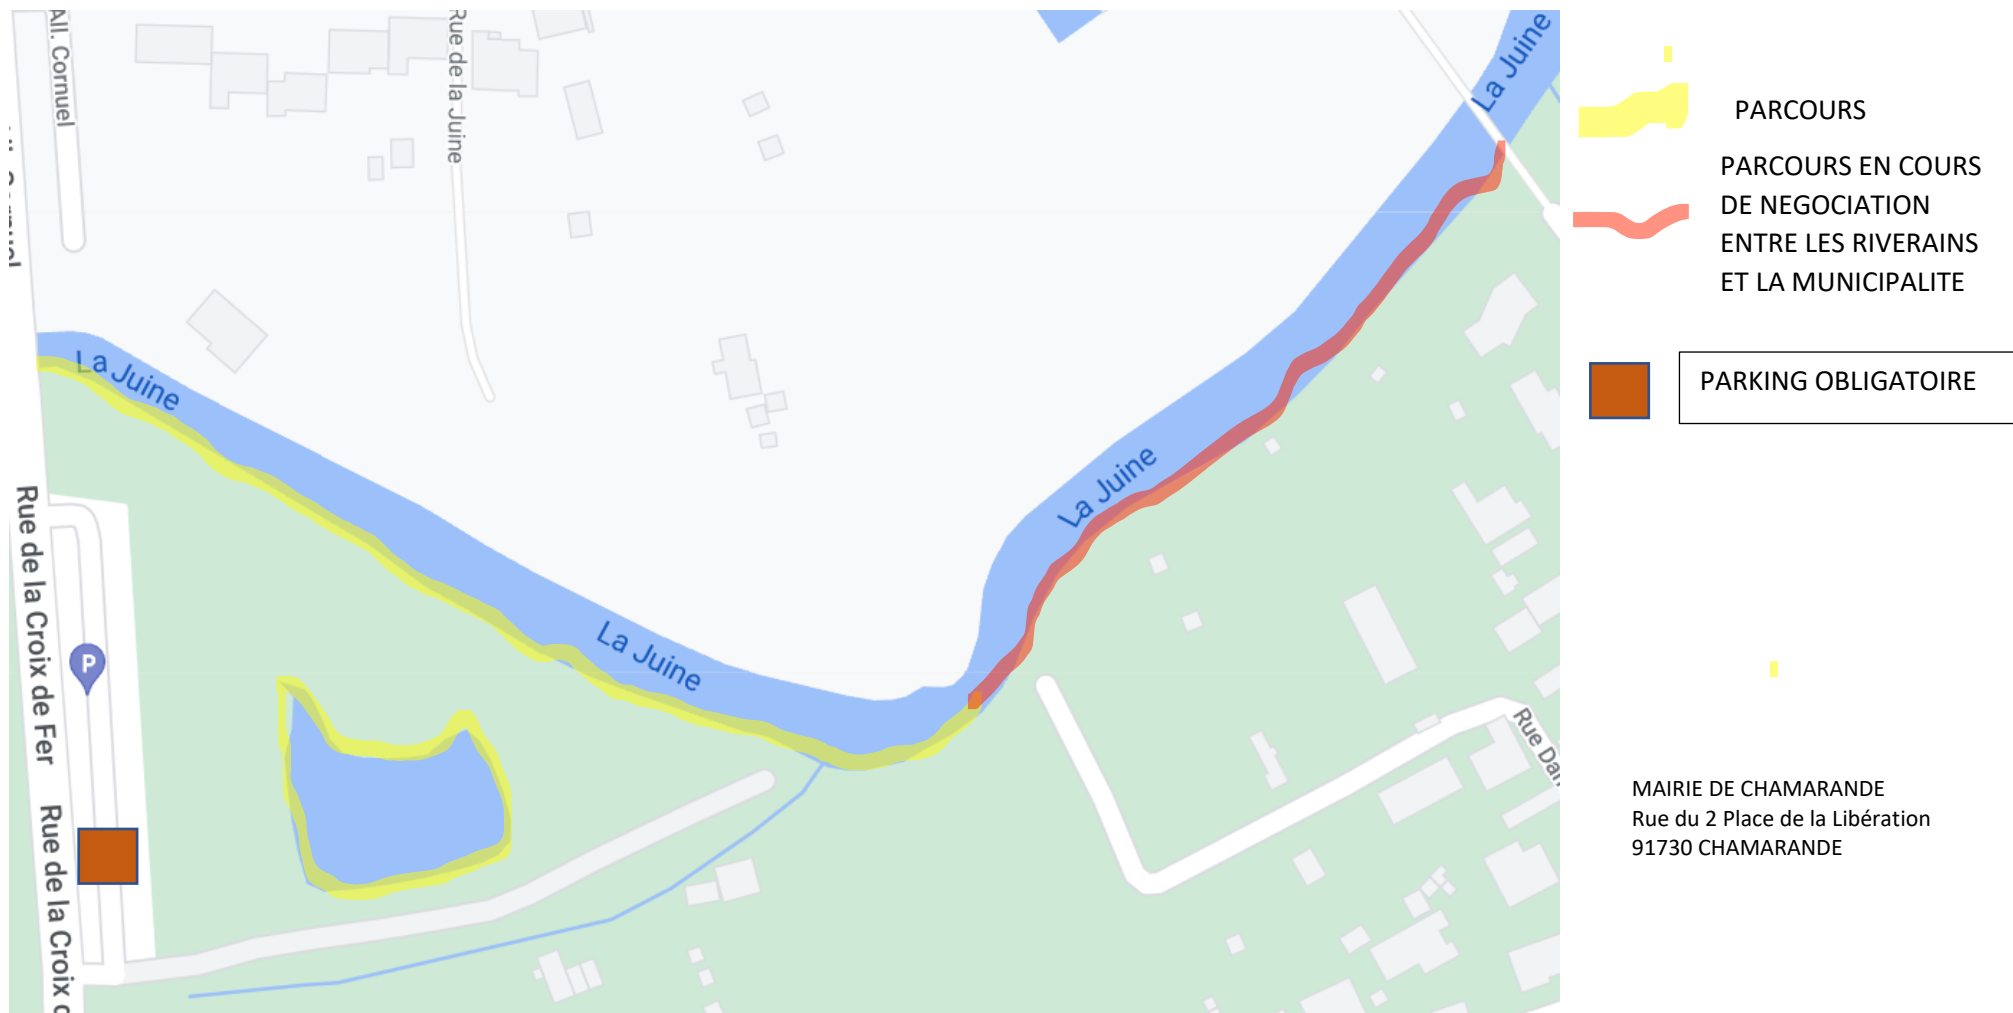 All. Cornuel
Rue de la Juine
La Juine
La Juine
La Juine
La Juine
Rue de la Croix de Fer
P
Rue de la Croix
Rue
PARCOURS
PARCOURS EN COURS
DE NEGOCIATION
ENTRE LES RIVERAINS
ET LA MUNICIPALITE
PARKING OBLIGATOIRE
MAIRIE DE CHAMARANDE
Rue du 2 Place de la Libération
91730 CHAMARANDE